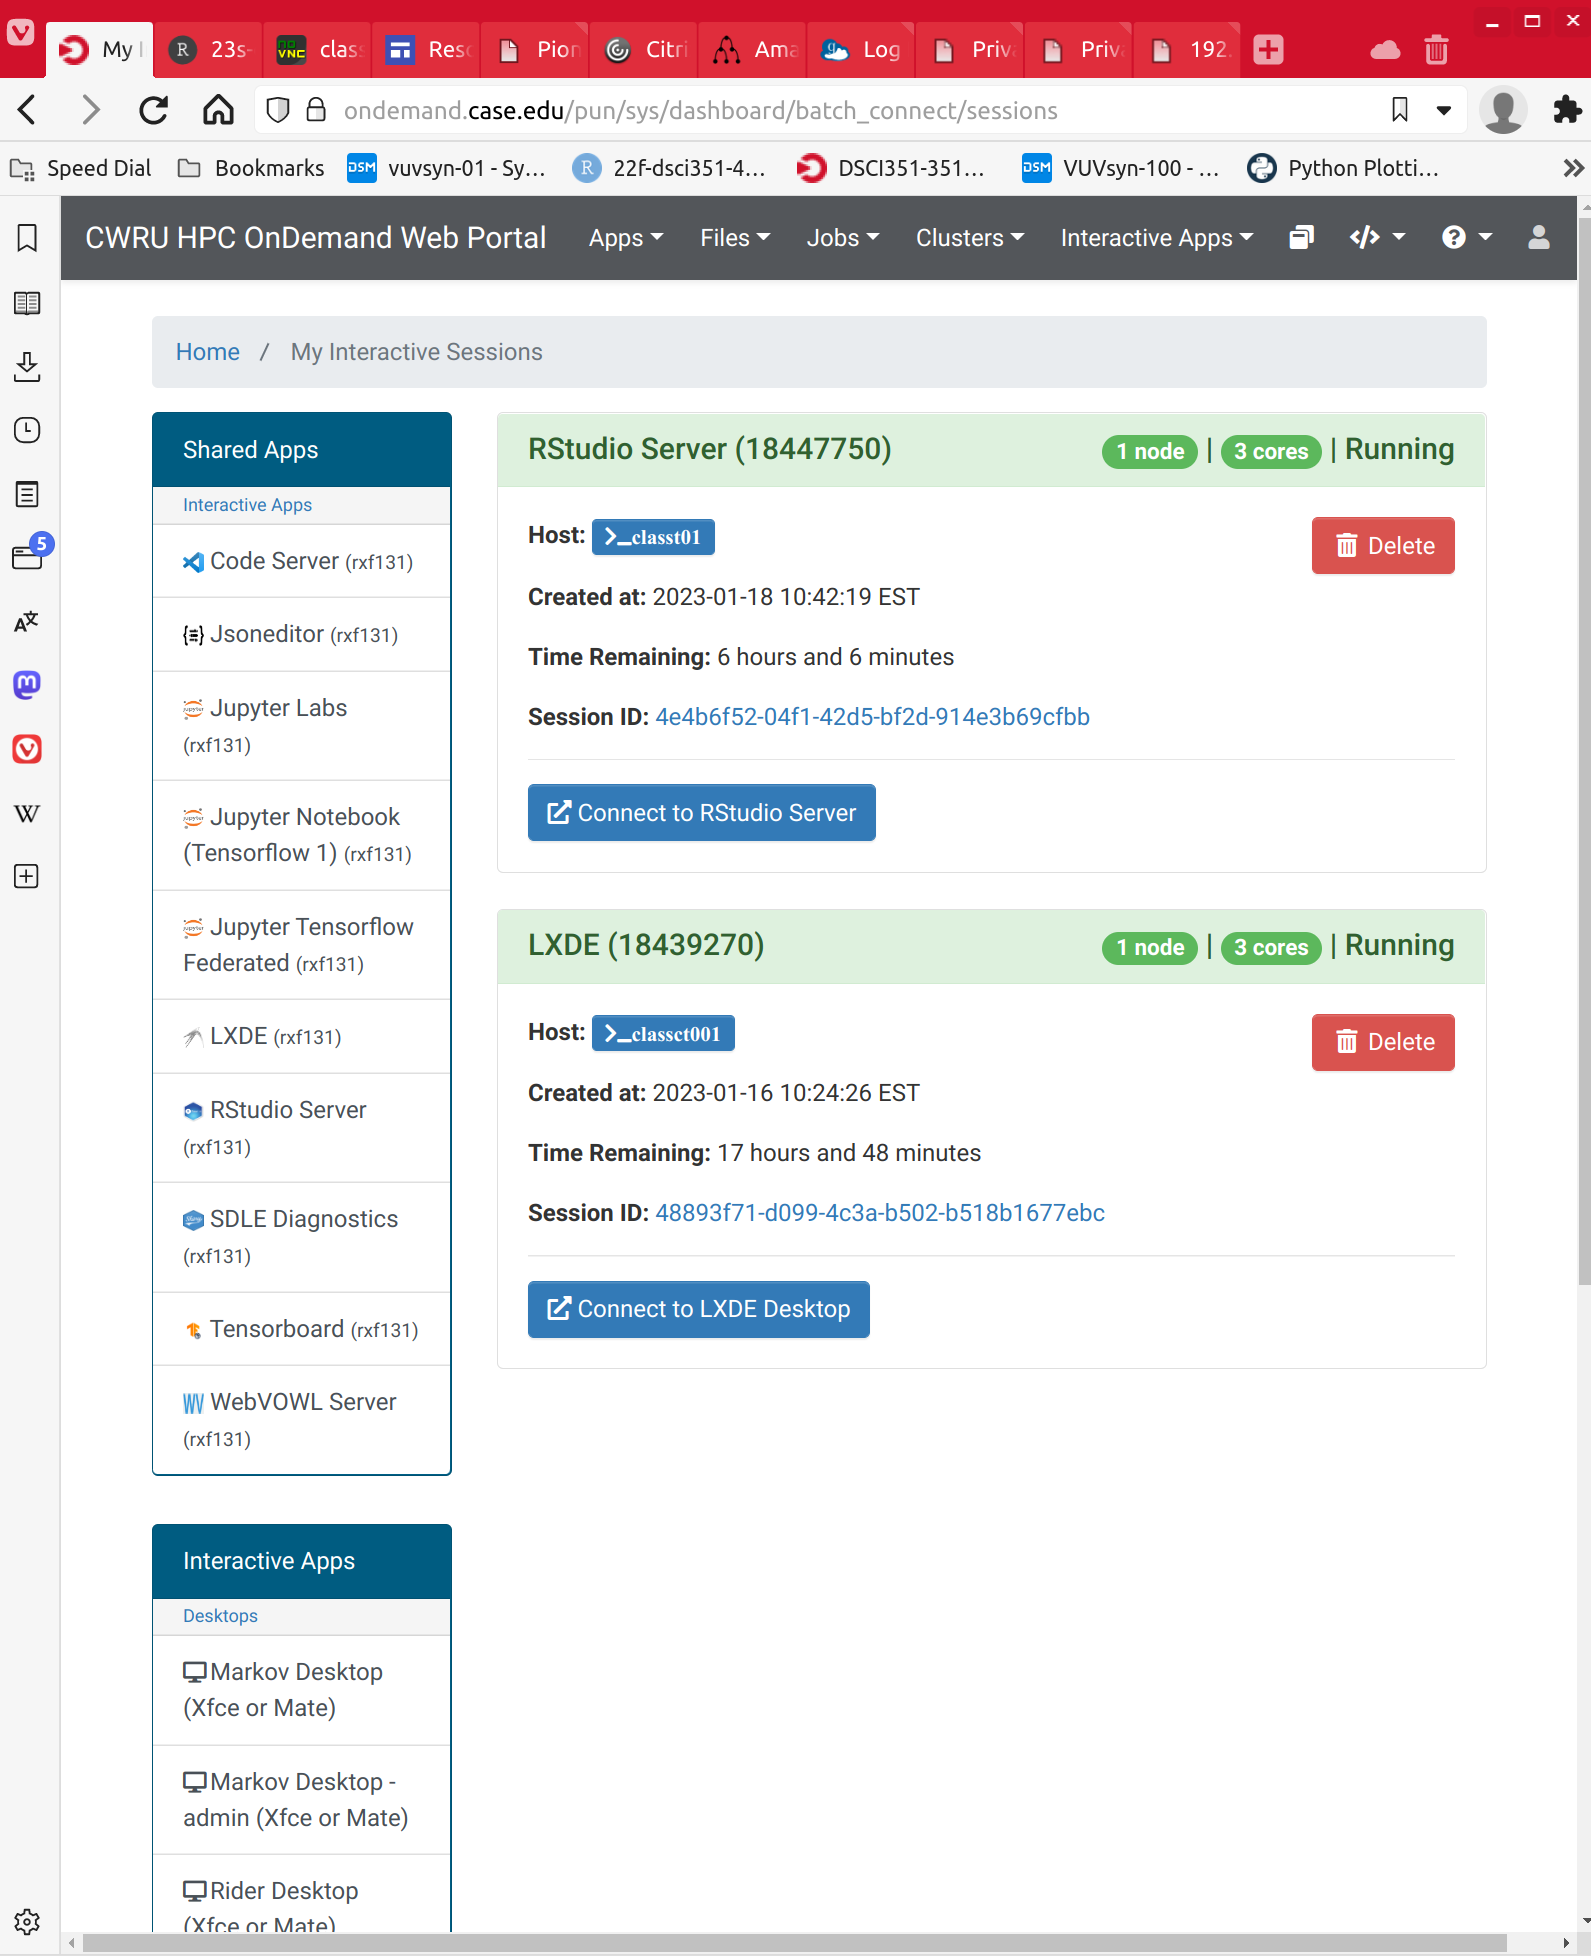 My I
23s-
clas
Resc
Pion
Citri
Ama
Log
Priva
Priva
192.
ondemand.case.edu/pun/sys/dashboard/batch_connect/sessions
Speed Dial
Bookmarks
vuvsyn-01 - Sy...
22f-dsci351-4...
DSCI351-351...
VUVsyn-100 - ...
Python Plotti...
CWRU HPC OnDemand Web Portal
Apps
Files
Jobs
Clusters
Interactive Apps
5
Home / My Interactive Sessions
Shared Apps
Interactive Apps
Code Server (rxf131)
Jsoneditor (rxf131)
Jupyter Labs
(rxf131)
Jupyter Notebook
(Tensorflow 1) (rxf131)
Jupyter Tensorflow
Federated (rxf131)
LXDE (rxf131)
RStudio Server
(rxf131)
SDLE Diagnostics
(rxf131)
Tensorboard (rxf131)
WebVOWL Server
(rxf131)
Interactive Apps
Desktops
Markov Desktop
(Xfce or Mate)
Markov Desktop -
admin (Xfce or Mate)
Rider Desktop
(Xfce or Mate)
RStudio Server (18447750)
1 node | 3 cores | Running
Host: >_classt01
Delete
Created at: 2023-01-18 10:42:19 EST
Time Remaining: 6 hours and 6 minutes
Session ID: 4e4b6f52-04f1-42d5-bf2d-914e3b69cfbb
Connect to RStudio Server
LXDE (18439270)
1 node | 3 cores | Running
Host: >_classct001
Delete
Created at: 2023-01-16 10:24:26 EST
Time Remaining: 17 hours and 48 minutes
Session ID: 48893f71-d099-4c3a-b502-b518b1677ebc
Connect to LXDE Desktop